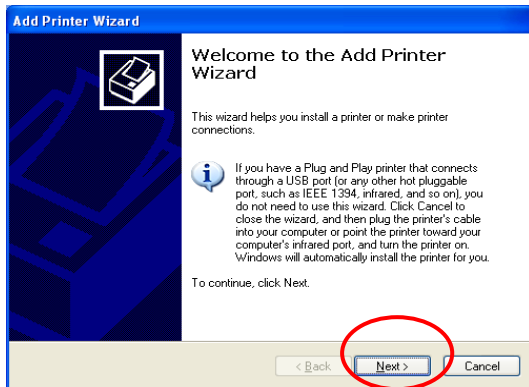 Add Printer Wizard
Welcome to the Add Printer
Wizard
This wizard helps you install a printer or make printer
connections.
If you have a Plug and Play printer that connects
through a USB port (or any other hot pluggable
port, such as IEEE 1394, infrared, and so on), you
do not need to use this wizard. Click Cancel to
close the wizard, and then plug the printer's cable
into your computer or point the printer toward your
computer's infrared port, and turn the printer on.
Windows will automatically install the printer for you.
To continue, click Next.
< Back Next > Cancel